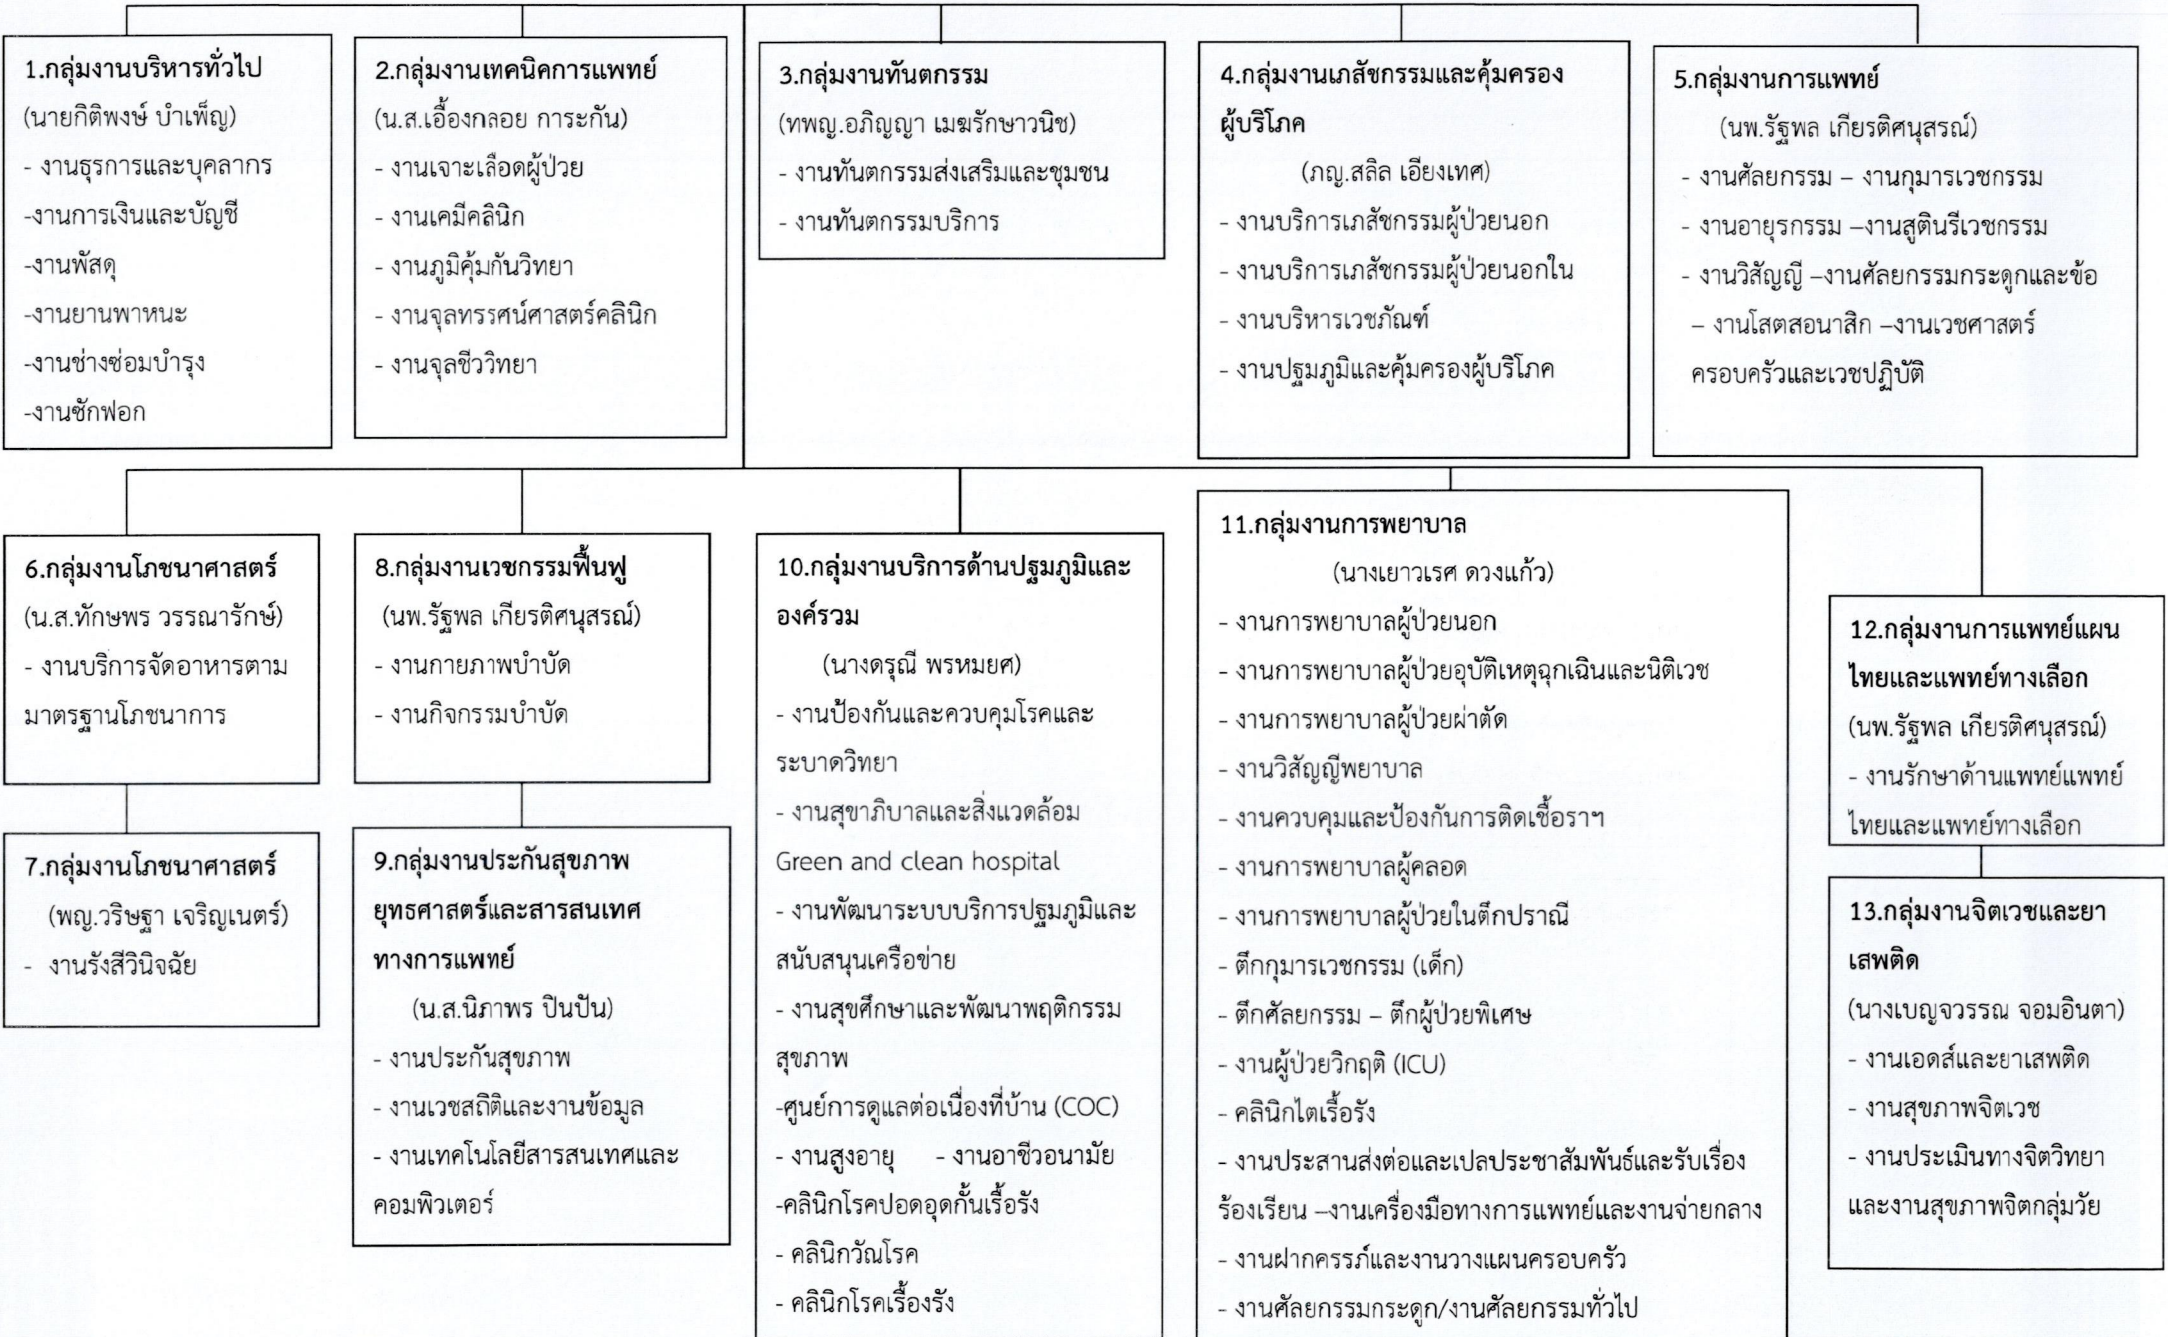 1.กลุ่มงานบริหารทั่วไป
(นายกิติพงษ์ บำเพ็ญ)
- งานธุรการและบุคลากร
-งานการเงินและบัญชี
-งานพัสดุ
-งานยานพาหนะ
-งานช่างซ่อมบำรุง
-งานซักฟอก
2.กลุ่มงานเทคนิคการแพทย์
(น.ส.เอื้องกลอย การะกัน)
- งานเจาะเลือดผู้ป่วย
- งานเคมีคลินิก
- งานภูมิคุ้มกันวิทยา
- งานจุลทรรศน์ศาสตร์คลินิก
- งานจุลชีววิทยา
3.กลุ่มงานทันตกรรม
(ทพญ.อภิญญา เมฆรักษาวนิช)
- งานทันตกรรมส่งเสริมและชุมชน
- งานทันตกรรมบริการ
4.กลุ่มงานเภสัชกรรมและคุ้มครอง
ผู้บริโภค
(ภญ.สลิล เอียงเทศ)
- งานบริการเภสัชกรรมผู้ป่วยนอก
- งานบริการเภสัชกรรมผู้ป่วยนอกใน
- งานบริหารเวชภัณฑ์
- งานปฐมภูมิและคุ้มครองผู้บริโภค
5.กลุ่มงานการแพทย์
(นพ.รัฐพล เกียรติศนุสรณ์)
- งานศัลยกรรม – งานกุมารเวชกรรม
- งานอายุรกรรม –งานสูตินรีเวชกรรม
- งานวิสัญญี –งานศัลยกรรมกระดูกและข้อ
– งานโสตสอนาสิก –งานเวชศาสตร์
ครอบครัวและเวชปฏิบัติ
6.กลุ่มงานโภชนาศาสตร์
(น.ส.ทักษพร วรรณารักษ์)
- งานบริการจัดอาหารตาม
มาตรฐานโภชนาการ
7.กลุ่มงานโภชนาศาสตร์
(พญ.วริษฐา เจริญเนตร์)
- งานรังสีวินิจฉัย
8.กลุ่มงานเวชกรรมฟื้นฟู
(นพ.รัฐพล เกียรติศนุสรณ์)
- งานกายภาพบำบัด
- งานกิจกรรมบำบัด
9.กลุ่มงานประกันสุขภาพ
ยุทธศาสตร์และสารสนเทศ
ทางการแพทย์
(น.ส.นิภาพร ปินปัน)
- งานประกันสุขภาพ
- งานเวชสถิติและงานข้อมูล
- งานเทคโนโลยีสารสนเทศและ
คอมพิวเตอร์
10.กลุ่มงานบริการด้านปฐมภูมิและ
องค์รวม
(นางดรุณี พรหมยศ)
- งานป้องกันและควบคุมโรคและ
ระบาดวิทยา
- งานสุขาภิบาลและสิ่งแวดล้อม
Green and clean hospital
- งานพัฒนาระบบบริการปฐมภูมิและ
สนับสนุนเครือข่าย
- งานสุขศึกษาและพัฒนาพฤติกรรม
สุขภาพ
-ศูนย์การดูแลต่อเนื่องที่บ้าน (COC)
- งานสูงอายุ - งานอาชีวอนามัย
-คลินิกโรคปอดอุดกั้นเรื้อรัง
- คลินิกวัณโรค
- คลินิกโรคเรื้องรัง
11.กลุ่มงานการพยาบาล
(นางเยาวเรศ ดวงแก้ว)
- งานการพยาบาลผู้ป่วยนอก
- งานการพยาบาลผู้ป่วยอุบัติเหตุฉุกเฉินและนิติเวช
- งานการพยาบาลผู้ป่วยผ่าตัด
- งานวิสัญญีพยาบาล
- งานควบคุมและป้องกันการติดเชื้อราฯ
- งานการพยาบาลผู้คลอด
- งานการพยาบาลผู้ป่วยในตึกปราณี
- ตึกกุมารเวชกรรม (เด็ก)
- ตึกศัลยกรรม – ตึกผู้ป่วยพิเศษ
- งานผู้ป่วยวิกฤติ (ICU)
- คลินิกไตเรื้อรัง
- งานประสานส่งต่อและเปลประชาสัมพันธ์และรับเรื่อง
ร้องเรียน –งานเครื่องมือทางการแพทย์และงานจ่ายกลาง
- งานฝากครรภ์และงานวางแผนครอบครัว
- งานศัลยกรรมกระดูก/งานศัลยกรรมทั่วไป
12.กลุ่มงานการแพทย์แผน
ไทยและแพทย์ทางเลือก
(นพ.รัฐพล เกียรติศนุสรณ์)
- งานรักษาด้านแพทย์แพทย์
ไทยและแพทย์ทางเลือก
13.กลุ่มงานจิตเวชและยา
เสพติด
(นางเบญจวรรณ จอมอินตา)
- งานเอดส์และยาเสพติด
- งานสุขภาพจิตเวช
- งานประเมินทางจิตวิทยา
และงานสุขภาพจิตกลุ่มวัย